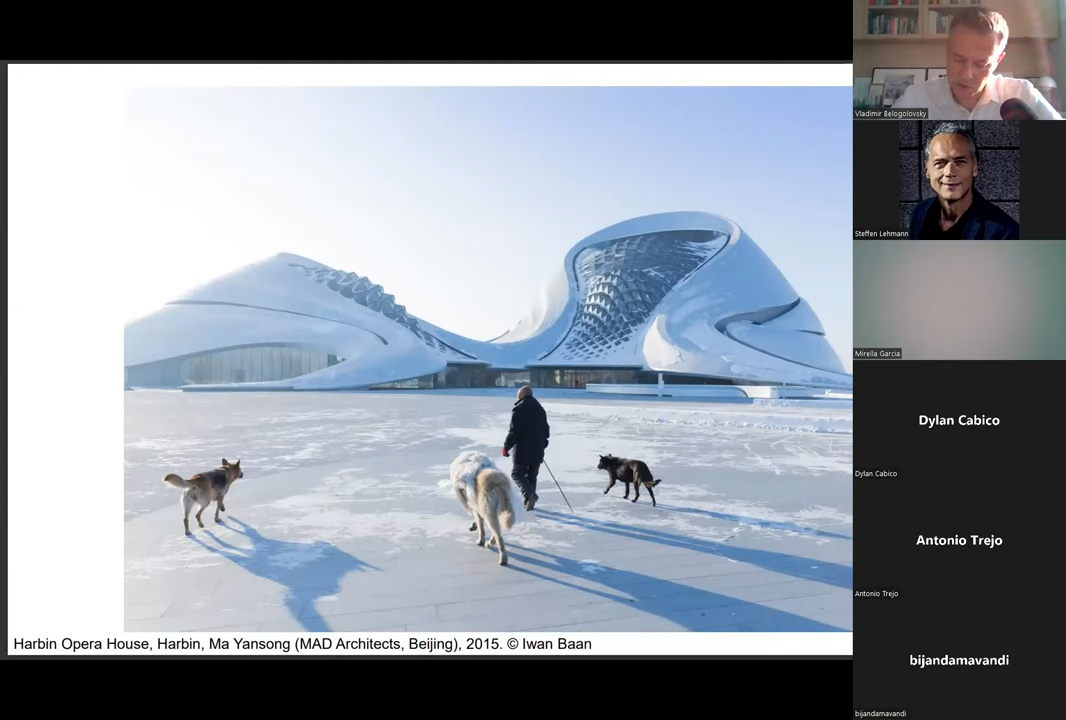 Harbin Opera House, Harbin, Ma Yansong (MAD Architects, Beijing), 2015. © Iwan Baan
Vladimir Belogolovsky
Steffen Lehmann
Mirella Garcia
Dylan Cabico
Dylan Cabico
Antonio Trejo
Antonio Trejo
bijandamavandi
bijandamavandi